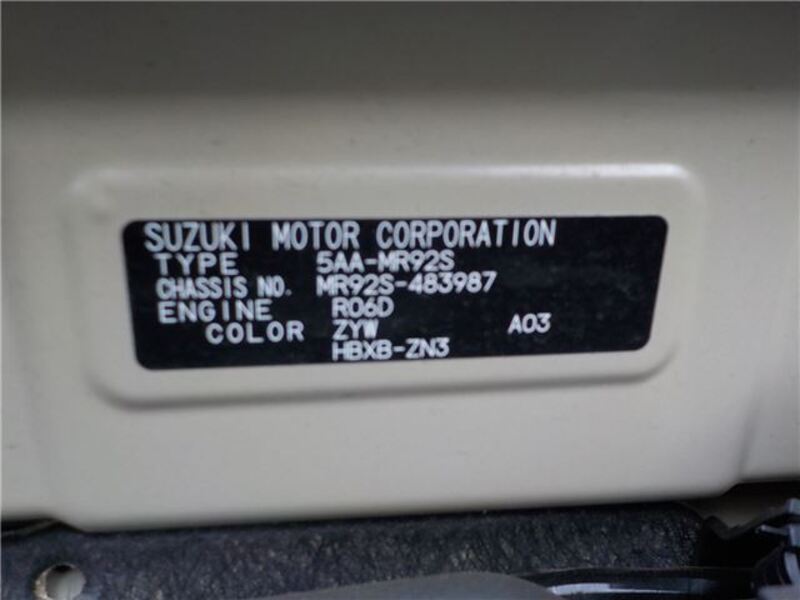 SUZUKI MOTOR CORPORATION
TYPE 5AA-MR92S
CHASSIS NO. MR92S-483987
ENGINE R06D
COLOR ZYW A03
HBXB-ZN3